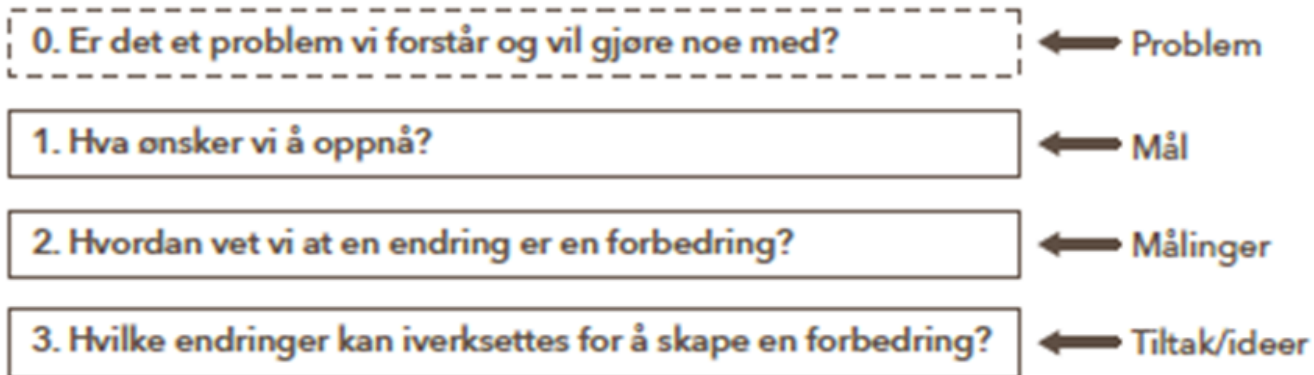 0. Er det et problem vi forstår og vil gjøre noe med? Problem
1. Hva ønsker vi å oppnå? Mål
2. Hvordan vet vi at en endring er en forbedring? Målinger
3. Hvilke endringer kan iverksettes for å skape en forbedring? Tiltak/ideer